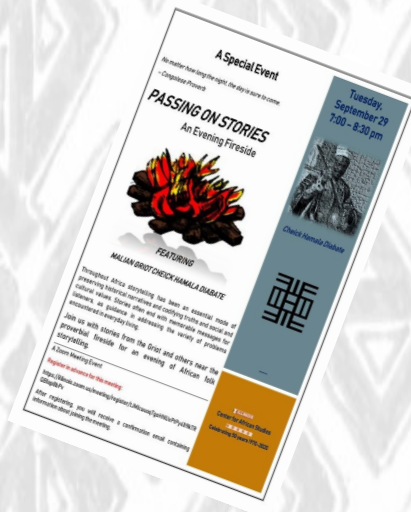 A Special Event
No matter how long the night, the day is sure to come
- Congolese Proverb
PASSING ON STORIES
An Evening Fireside
FEATURING
MALIAN GRIOT CHEICK HAMALA DIABATE
Throughout Africa storytelling has been an essential mode of
preserving historical narratives and codifying truths and social and
cultural values. Stories often end with memorable messages for
listeners, as guidance in addressing the variety of problems
encountered in everyday living.
Join us with stories from the Griot and others near the
proverbial fireside for an evening of African folk
storytelling.
A Zoom Meeting Event
Register in advance for this meeting:
After registering, you will receive a confirmation email containing
information about joining the meeting.
Tuesday,
September 29
7:00 – 8:30 pm
Cheick Hamala Diabate
Center for African Studies
Celebrating 50 years 1970-2020